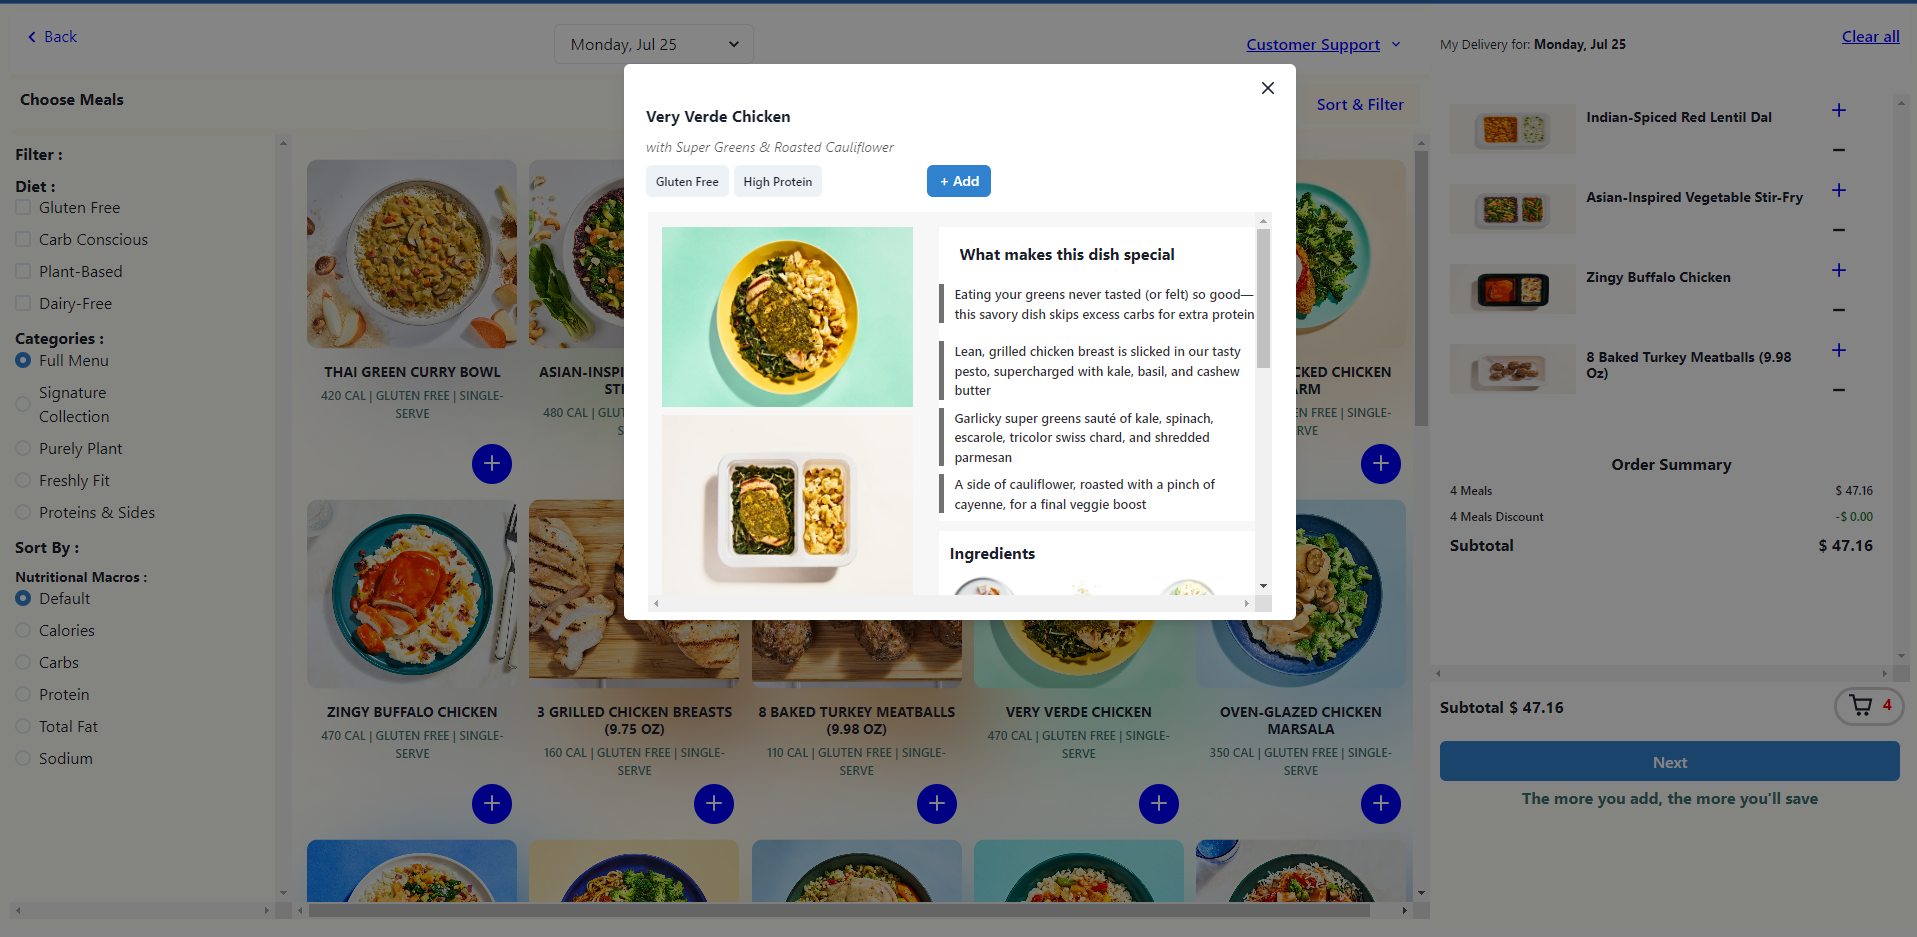 Back
Monday, Jul 25
Customer Support
My Delivery for: Monday, Jul 25
Clear all
Choose Meals
Sort & Filter
Filter :
Diet :
Gluten Free
Carb Conscious
Plant-Based
Dairy-Free
Categories :
Full Menu
Signature
Collection
Purely Plant
Freshly Fit
Proteins & Sides
Sort By :
Nutritional Macros :
Default
Calories
Carbs
Protein
Total Fat
Sodium
THAI GREEN CURRY BOWL
420 CAL | GLUTEN FREE | SINGLE-
SERVE
ASIAN-INSPI
ST
480 CAL | GLUT
S
CKED CHICKEN
ARM
EN FREE | SINGLE-
RVE
ZINGY BUFFALO CHICKEN
470 CAL | GLUTEN FREE | SINGLE-
SERVE
3 GRILLED CHICKEN BREASTS
(9.75 OZ)
160 CAL | GLUTEN FREE | SINGLE-
SERVE
8 BAKED TURKEY MEATBALLS
(9.98 OZ)
110 CAL | GLUTEN FREE | SINGLE-
SERVE
VERY VERDE CHICKEN
470 CAL | GLUTEN FREE | SINGLE-
SERVE
OVEN-GLAZED CHICKEN
MARSALA
350 CAL | GLUTEN FREE | SINGLE-
SERVE
Very Verde Chicken
with Super Greens & Roasted Cauliflower
Gluten Free
High Protein
+ Add
What makes this dish special
Eating your greens never tasted (or felt) so good—
this savory dish skips excess carbs for extra protein
Lean, grilled chicken breast is slicked in our tasty
pesto, supercharged with kale, basil, and cashew
butter
Garlicky super greens sauté of kale, spinach,
escarole, tricolor swiss chard, and shredded
parmesan
A side of cauliflower, roasted with a pinch of
cayenne, for a final veggie boost
Ingredients
Indian-Spiced Red Lentil Dal
Asian-Inspired Vegetable Stir-Fry
Zingy Buffalo Chicken
8 Baked Turkey Meatballs (9.98
Oz)
Order Summary
4 Meals $ 47.16
4 Meals Discount -$ 0.00
Subtotal $ 47.16
Subtotal $ 47.16
4
Next
The more you add, the more you'll save